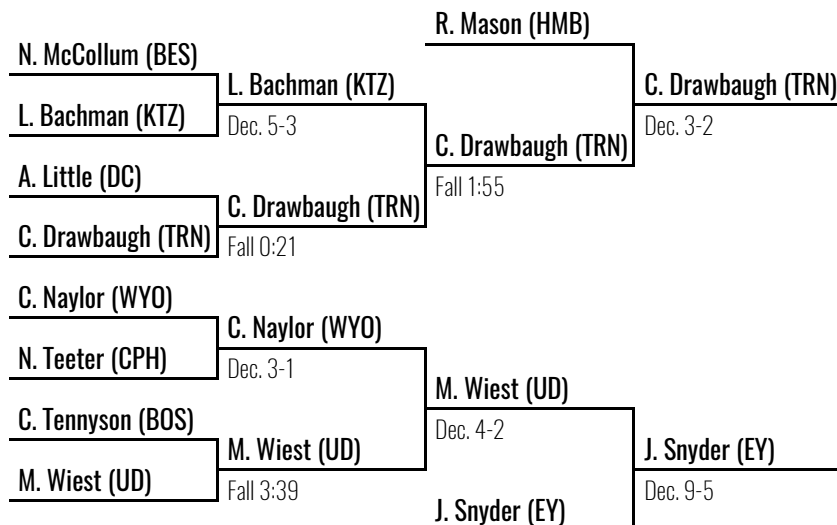 R. Mason (HMB)
N. McCollum (BES)
L. Bachman (KTZ)
C. Drawbaugh (TRN)
L. Bachman (KTZ)
Dec. 5-3
Dec. 3-2
C. Drawbaugh (TRN)
A. Little (DC)
Fall 1:55
C. Drawbaugh (TRN)
C. Drawbaugh (TRN)
Fall 0:21
C. Naylor (WYO)
C. Naylor (WYO)
N. Teeter (CPH)
Dec. 3-1
M. Wiest (UD)
C. Tennyson (BOS)
Dec. 4-2
M. Wiest (UD)
J. Snyder (EY)
M. Wiest (UD)
Fall 3:39
Dec. 9-5
J. Snyder (EY)